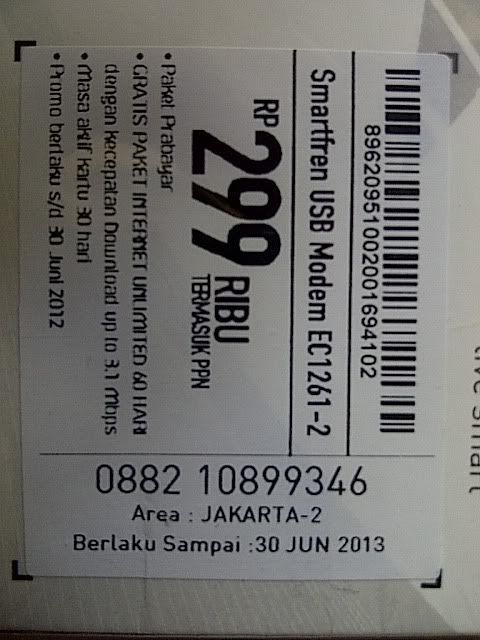 89620951002001694102
Smartfren USB Modem EC1261-2
RP 299 RIBU
TERMASUK PPN
• Paket Prabayar
• GRATIS PAKET INTERNET UNLIMITED 60 HARI
dengan kecepatan Download up to 3.1 Mbps
• Masa aktif kartu 30 hari
• Promo berlaku s/d 30 Juni 2012
0882 10899346
Area : JAKARTA-2
Berlaku Sampai :30 JUN 2013